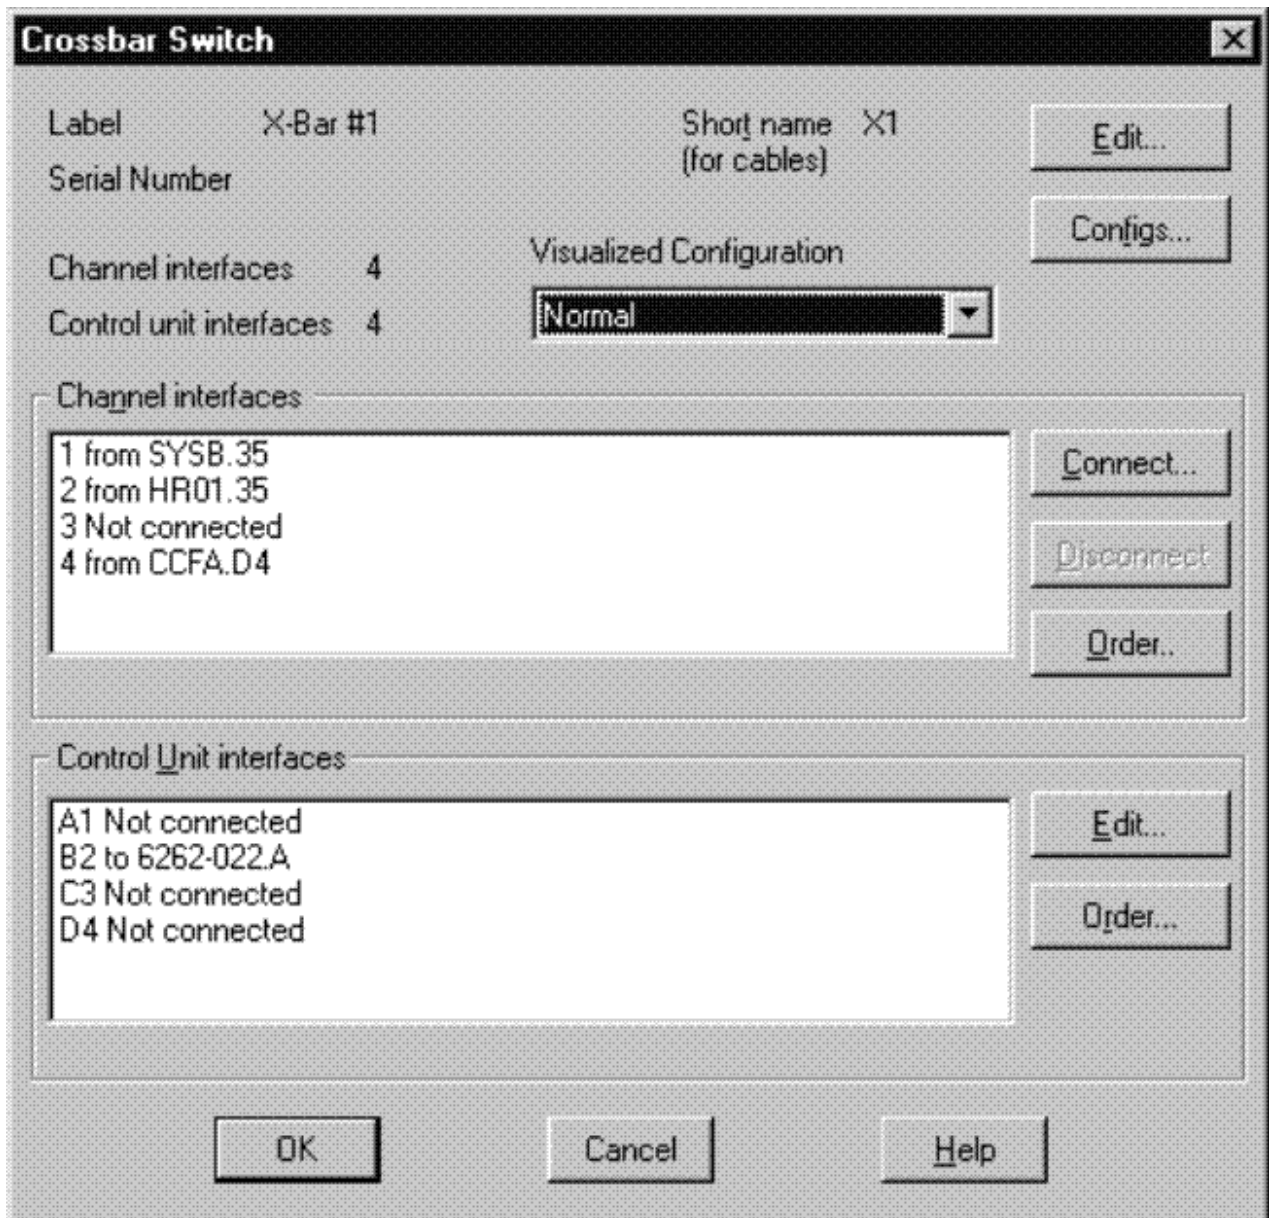 Crossbar Switch
Label X-Bar #1 Short name X1
(for cables)
Edit...
Serial Number
Configs...
Visualized Configuration
Channel interfaces 4
Control unit interfaces 4
Normal
Channel interfaces
1 from SYSB.35
2 from HR01.35
3 Not connected
4 from CCFA.D4
Connect...
Disconnect
Order..
Control Unit interfaces
A1 Not connected
B2 to 6262-022.A
C3 Not connected
D4 Not connected
Edit...
Order...
OK Cancel Help